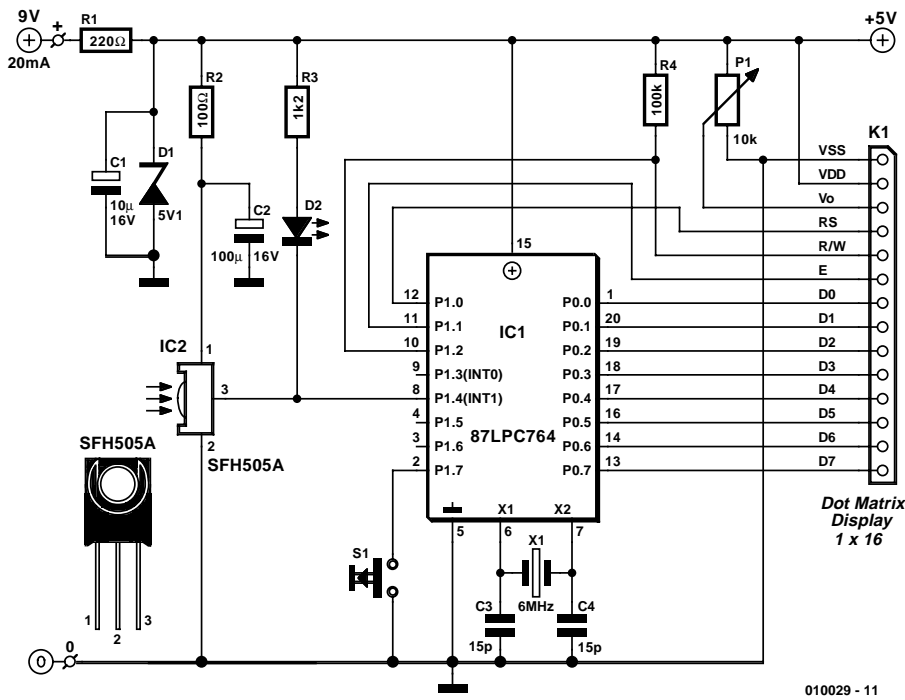 9V
+
20mA
R1
220Ω
+5V
R2
100Ω
R3
1k2
R4
100k
P1
10k
K1
C1
10µ
16V
D1
5V1
C2
100µ 16V
D2
VSS
VDD
Vo
RS
R/W
E
D0
D1
D2
D3
D4
D5
D6
D7
15
IC1
87LPC764
12 P1.0
11 P1.1
10 P1.2
9 P1.3(INT0)
8 P1.4(INT1)
4 P1.5
3 P1.6
2 P1.7
P0.0 1
P0.1 20
P0.2 19
P0.3 18
P0.4 17
P0.5 16
P0.6 14
P0.7 13
X1 X2
5 6 7
IC2
1
3
2
SFH505A
SFH505A
1 2 3
S1
X1
6MHz
C3
15p
C4
15p
Dot Matrix
Display
1 x 16
0 0
010029 - 11